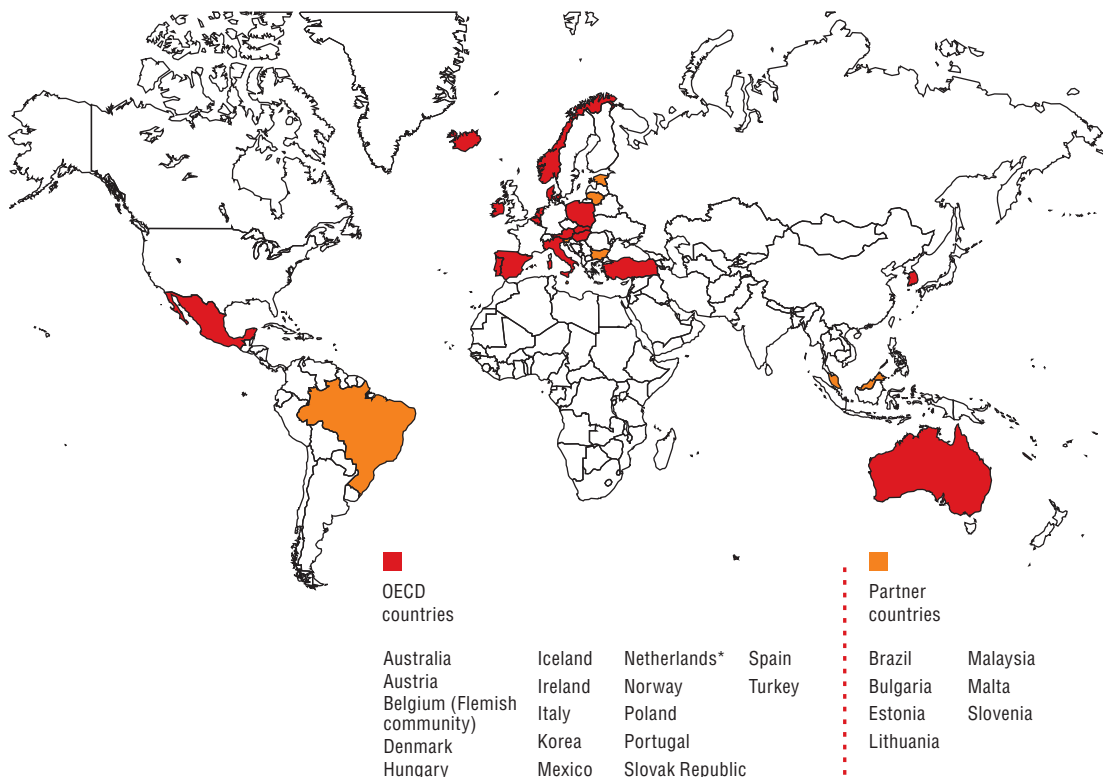 OECD
countries
Australia
Austria
Belgium (Flemish
community)
Denmark
Hungary
Iceland
Ireland
Italy
Korea
Mexico
Netherlands*
Norway
Poland
Portugal
Slovak Republic
Spain
Turkey
Partner
countries
Brazil
Bulgaria
Estonia
Lithuania
Malaysia
Malta
Slovenia